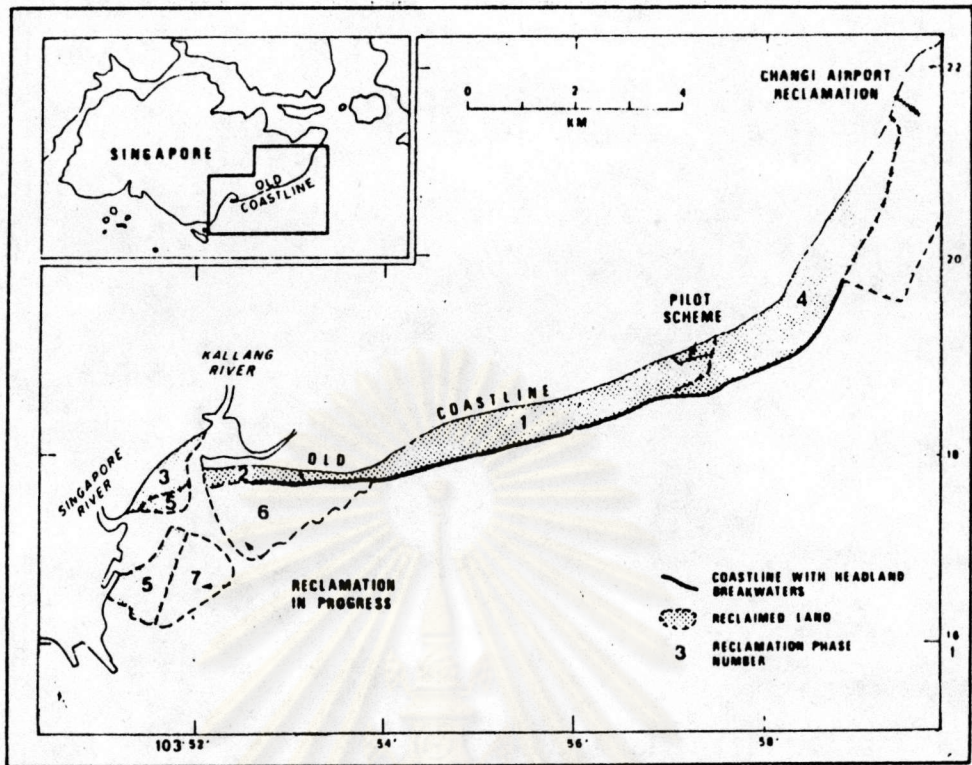 SINGAPORE
OLD
COASTLINE
0 2 4
KM
CHANGI AIRPORT
RECLAMATION
22
20
PILOT
SCHEME
4
KALLANG
RIVER
COASTLINE
1
OLD
SINGAPORE
RIVER
3
2
5
6
5
7
RECLAMATION
IN PROGRESS
COASTLINE WITH HEADLAND
BREAKWATERS
RECLAIMED LAND
3 RECLAMATION PHASE
NUMBER
16
1
103·52'
54'
56'
58'